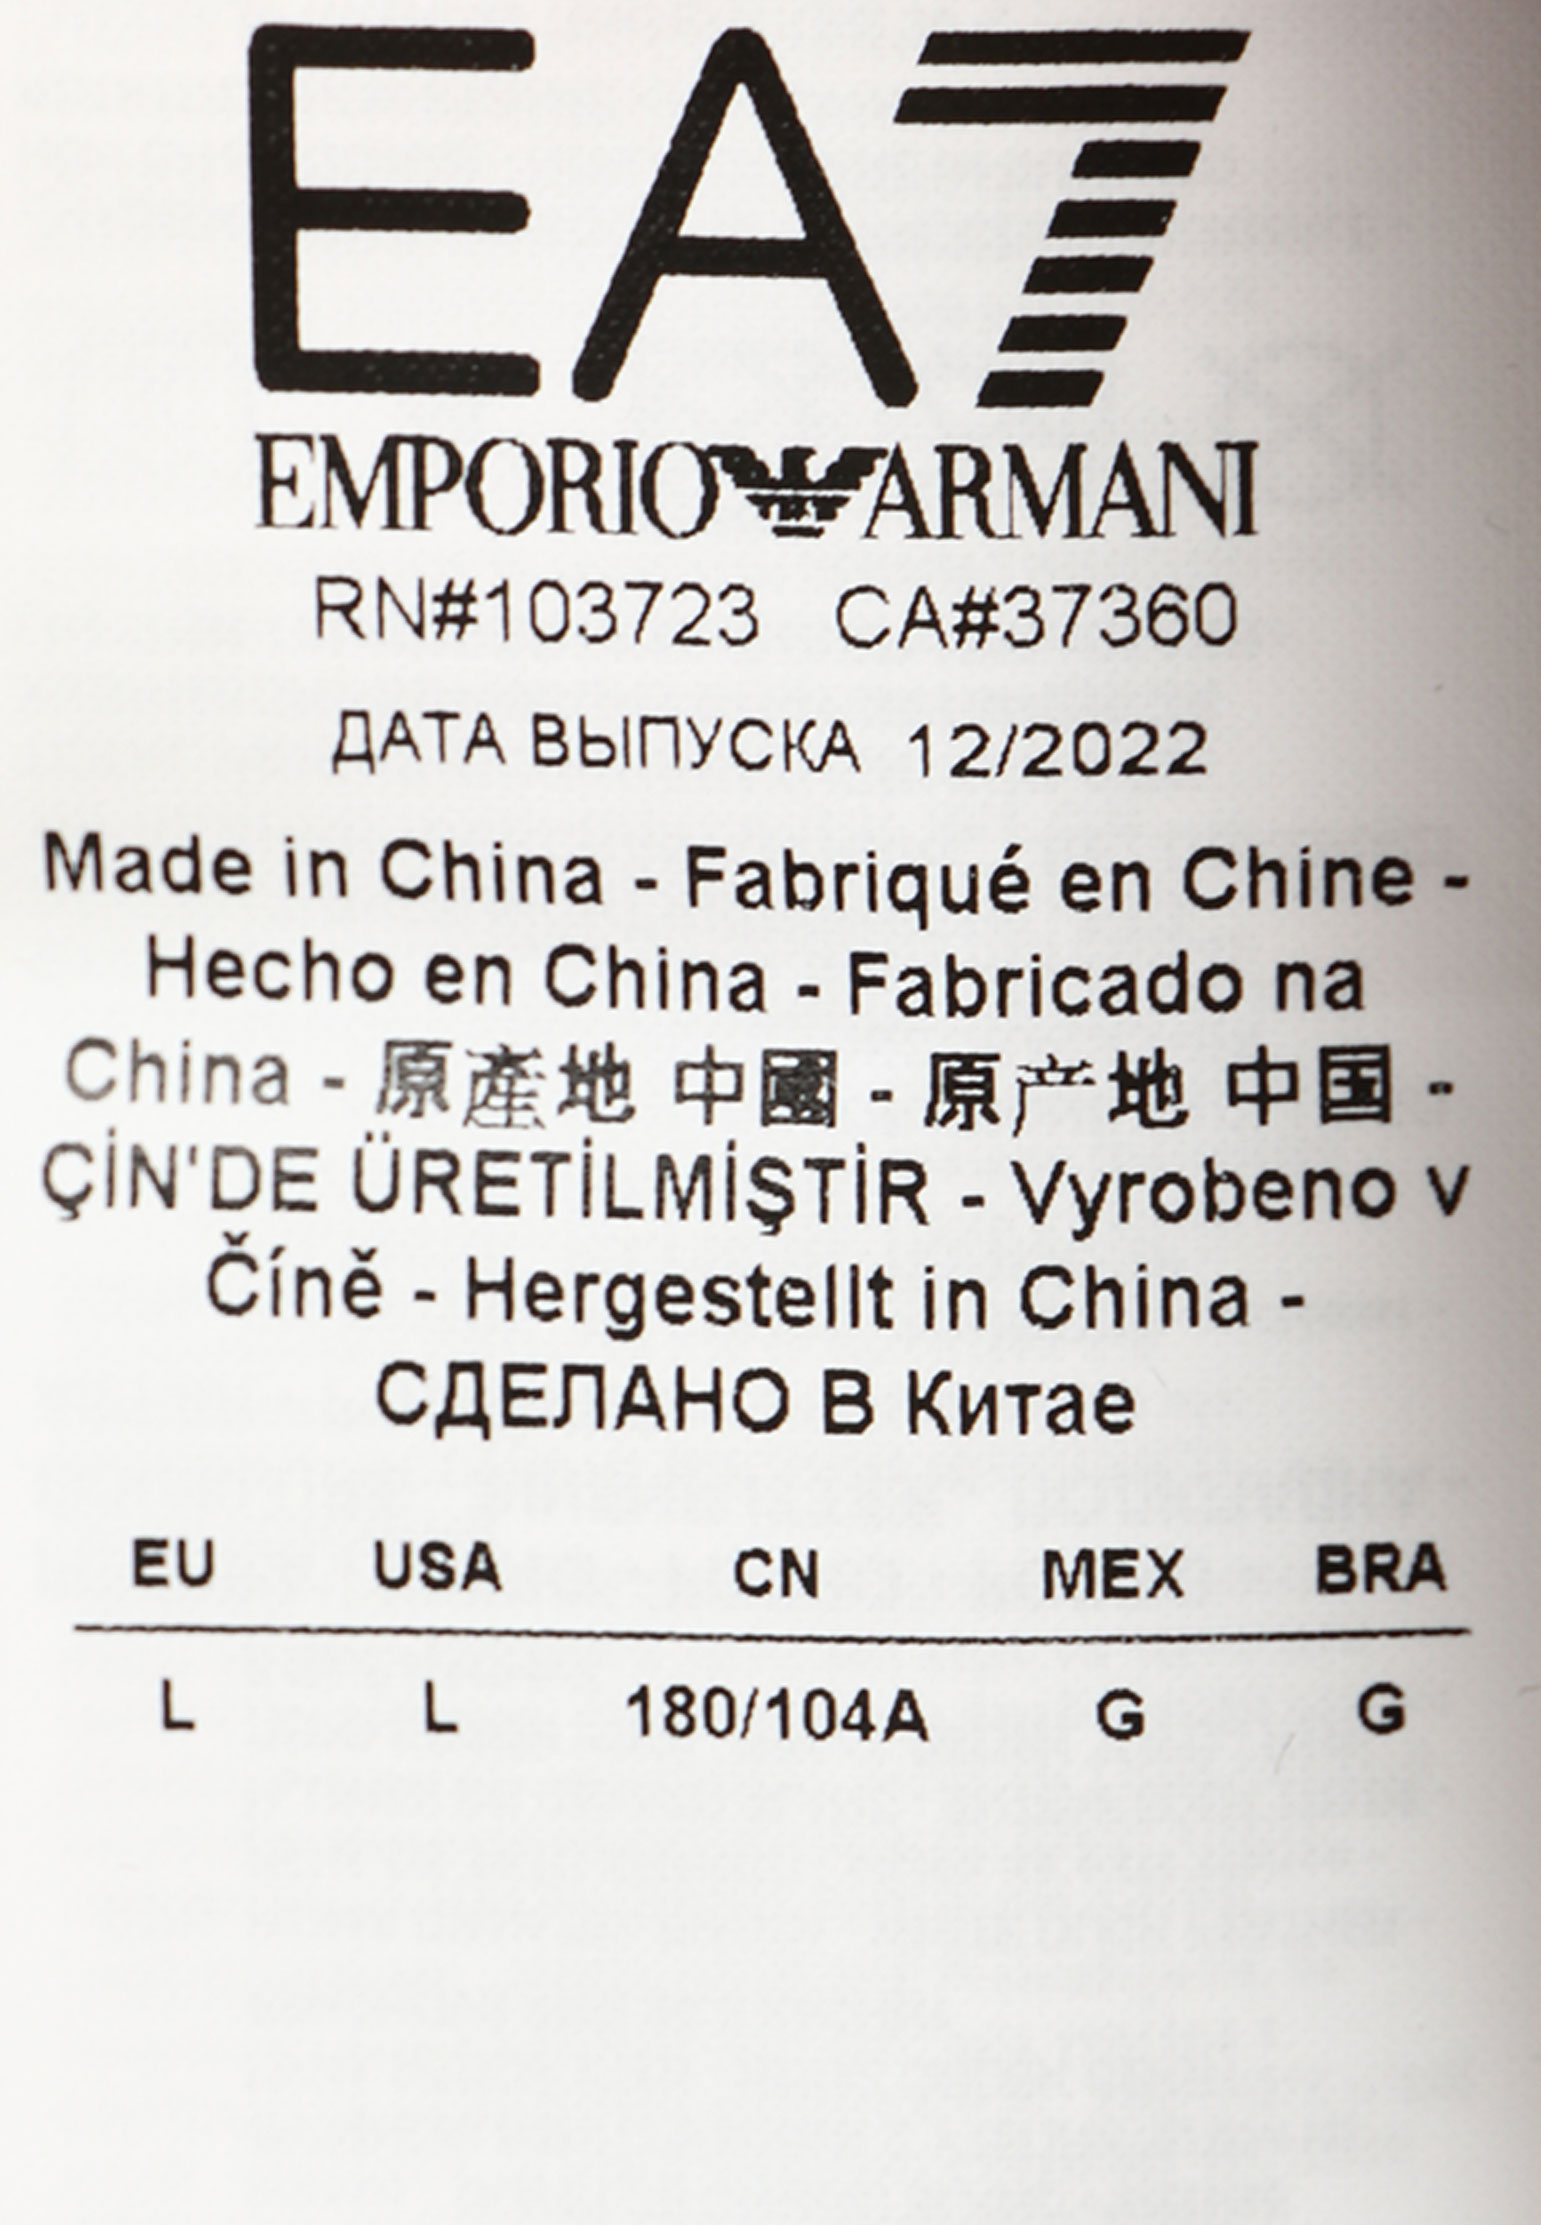 EA7
EMPORIO ARMANI
RN#103723 CA#37360
ДАТА ВЫПУСКА 12/2022
Made in China - Fabriqué en Chine -
Hecho en China - Fabricado na
China - 原產地 中國 - 原产地 中国 -
ÇİN'DE ÜRETİLMİŞTİR - Vyrobeno v
Číně - Hergestellt in China -
СДЕЛАНО В Китае
EU USA CN MEX BRA
L L 180/104A G G